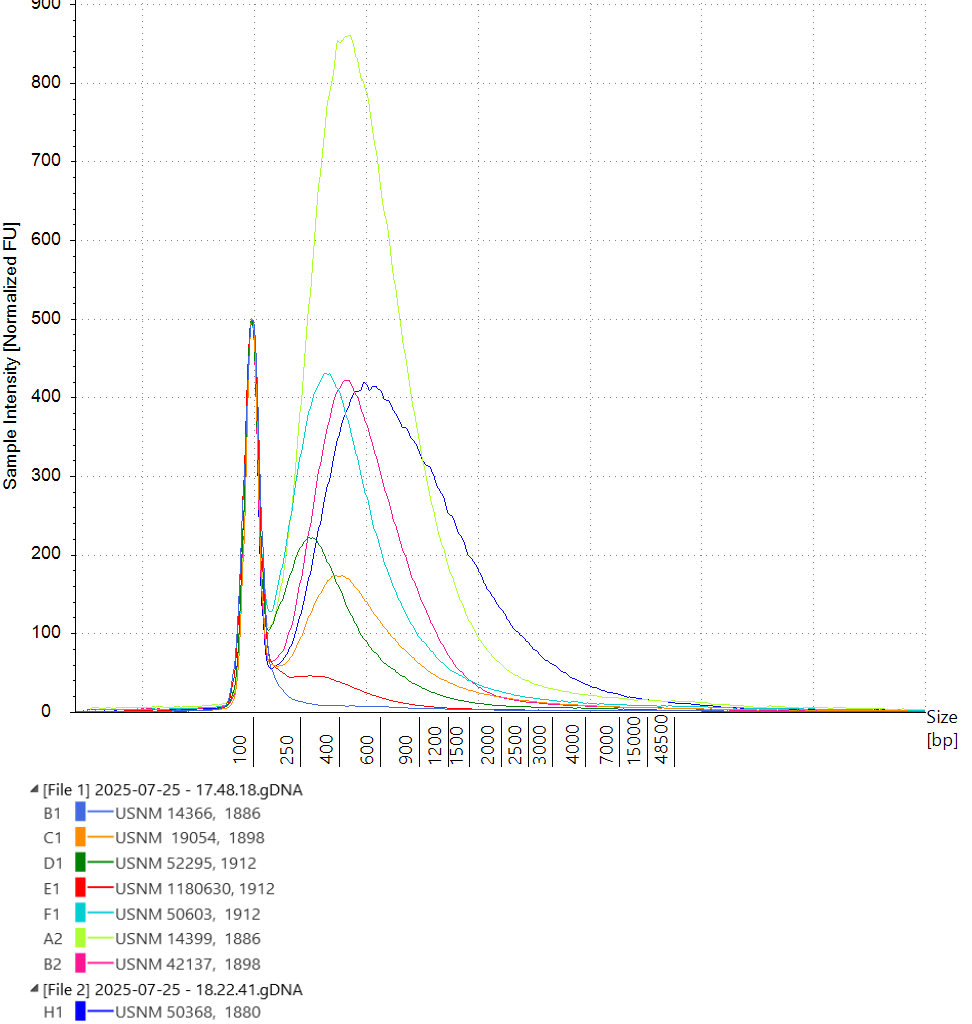 900
800
700
600
500
400
300
200
100
0
Sample Intensity [Normalized FU]
100 250 400 600 900 1200 1500 2000 2500 3000 4000 7000 15000 48500
Size
[bp]
[File 1] 2025-07-25 - 17.48.18.gDNA
B1 USNM 14366, 1886
C1 USNM 19054, 1898
D1 USNM 52295, 1912
E1 USNM 1180630, 1912
F1 USNM 50603, 1912
A2 USNM 14399, 1886
B2 USNM 42137, 1898
[File 2] 2025-07-25 - 18.22.41.gDNA
H1 USNM 50368, 1880